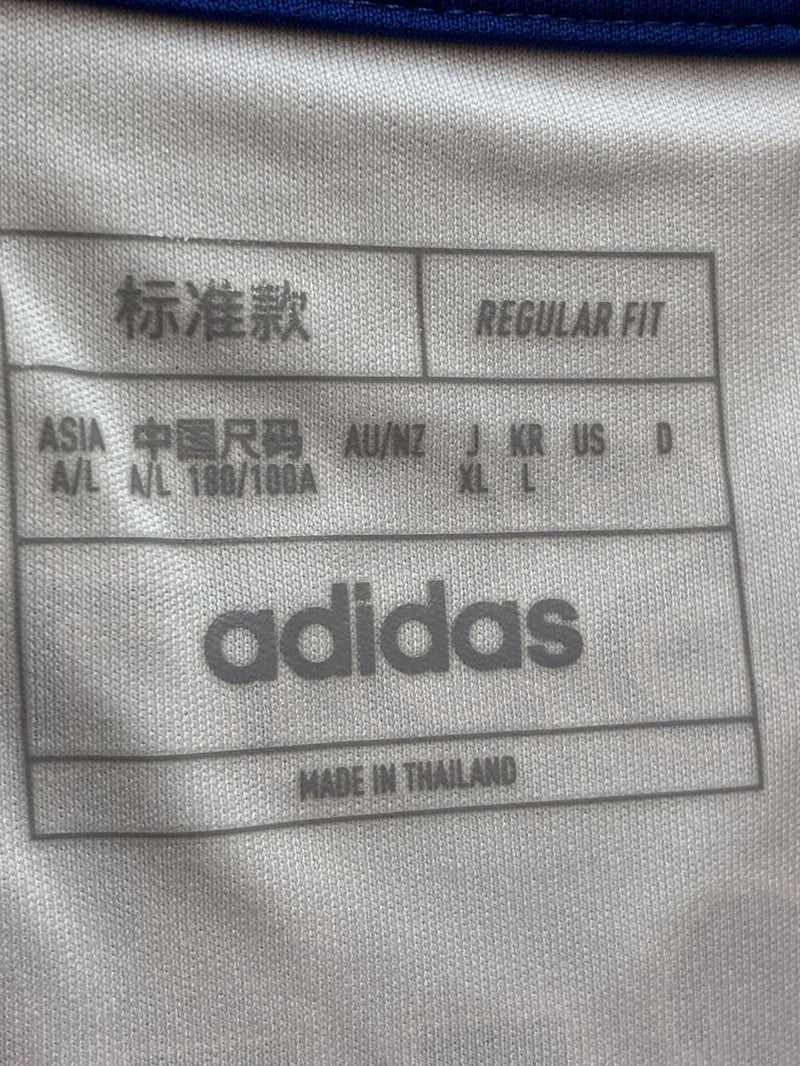 标准款 REGULAR FIT
ASIA 中国尺码 AU/NZ J KR US D
A/L A/L 180/100A XL L
adidas
MADE IN THAILAND